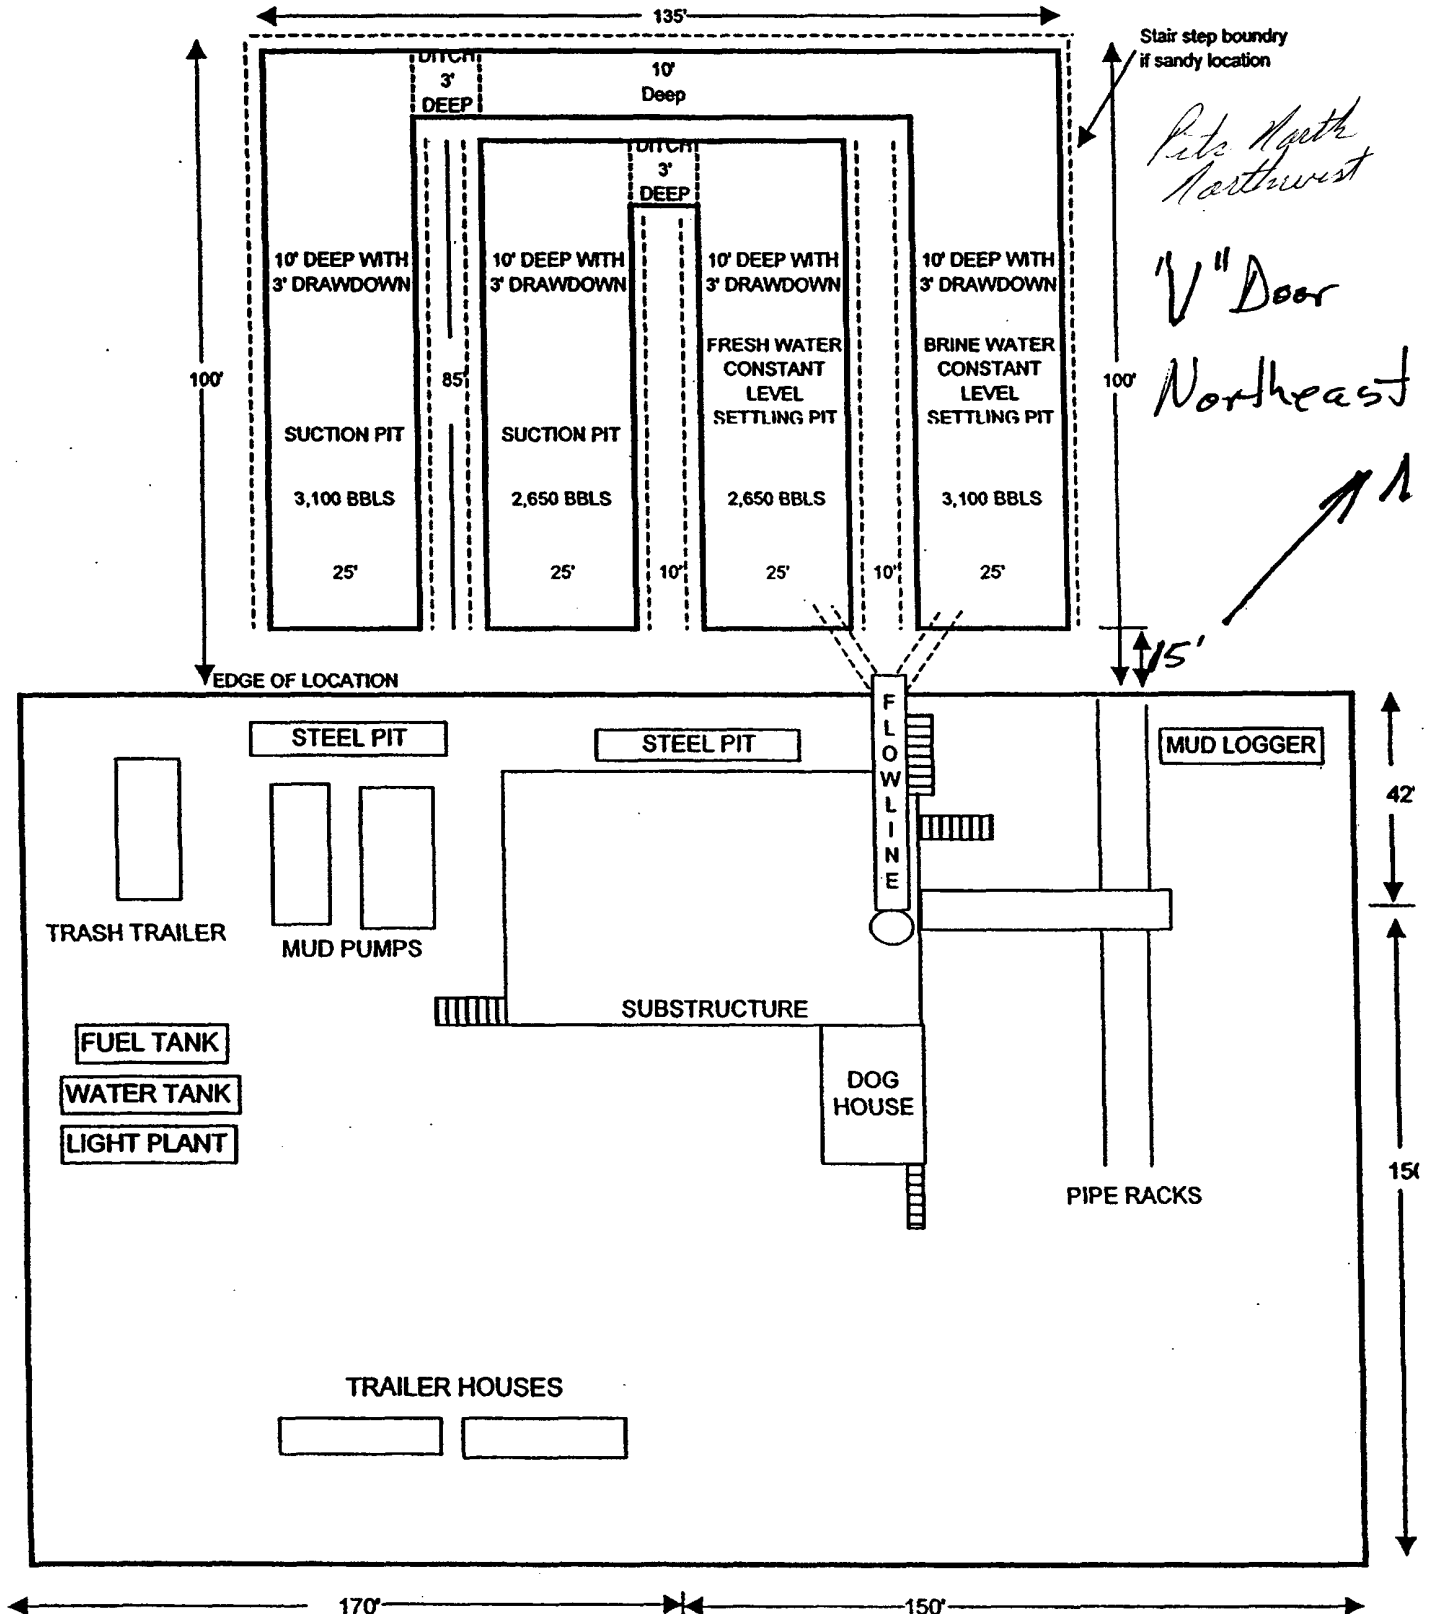 135'
Stair step boundry
if sandy location
DITCH
3'
DEEP
10'
Deep
Pits North
Northwest
DITCH
3'
DEEP
10' DEEP WITH
3' DRAWDOWN
10' DEEP WITH
3' DRAWDOWN
10' DEEP WITH
3' DRAWDOWN
10' DEEP WITH
3' DRAWDOWN
"V" Door
Northeast
100'
85'
100'
FRESH WATER
CONSTANT
LEVEL
SETTLING PIT
BRINE WATER
CONSTANT
LEVEL
SETTLING PIT
SUCTION PIT
SUCTION PIT
3,100 BBLS
2,650 BBLS
2,650 BBLS
3,100 BBLS
25'
25'
10'
25'
10'
25'
15'
EDGE OF LOCATION
STEEL PIT
STEEL PIT
FLOWLINE
MUD LOGGER
42'
TRASH TRAILER
MUD PUMPS
SUBSTRUCTURE
FUEL TANK
WATER TANK
LIGHT PLANT
DOG
HOUSE
PIPE RACKS
TRAILER HOUSES
170'
150'